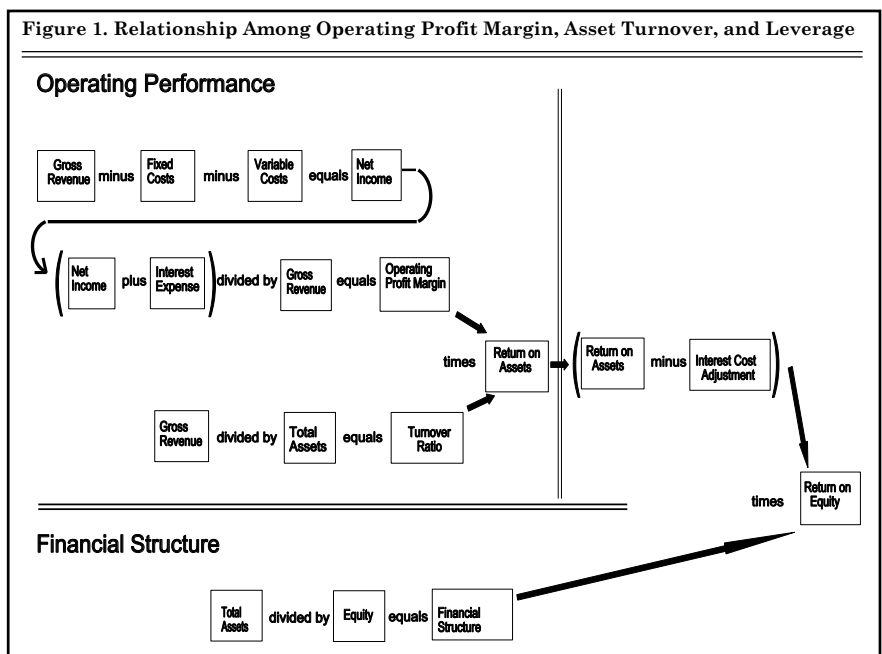 Figure 1. Relationship Among Operating Profit Margin, Asset Turnover, and Leverage
Operating Performance
Gross
Revenue
minus
Fixed
Costs
minus
Variable
Costs
equals
Net
Income
(
Net
Income
plus
Interest
Expense
)
divided by
Gross
Revenue
equals
Operating
Profit Margin
times
Return on
Assets
(
Return on
Assets
minus
Interest Cost
Adjustment
)
Gross
Revenue
divided by
Total
Assets
equals
Turnover
Ratio
times
Return on
Equity
Financial Structure
Total
Assets
divided by
Equity
equals
Financial
Structure